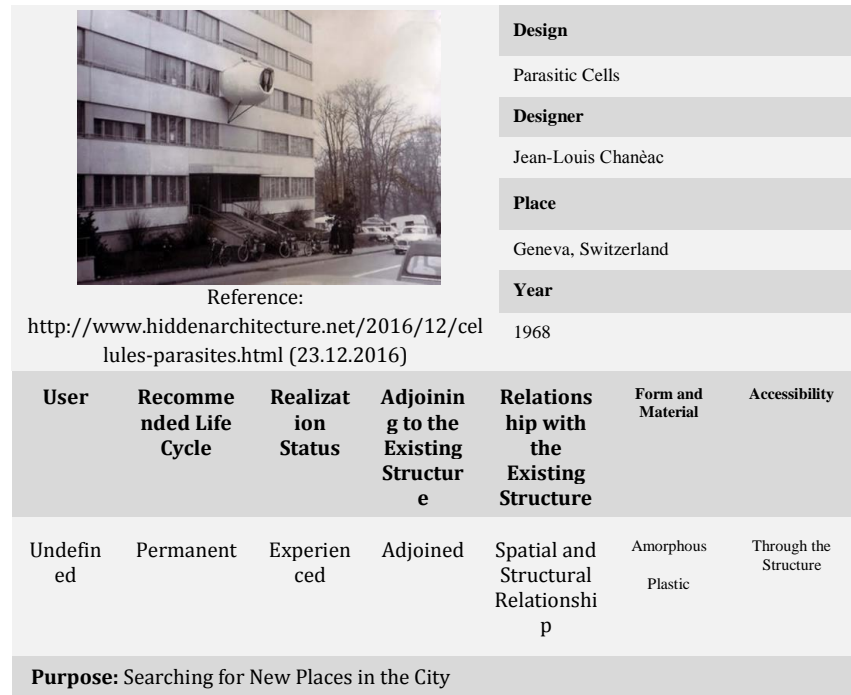 Design
Parasitic Cells
Designer
Jean-Louis Chanèac
Place
Geneva, Switzerland
Year
1968
Reference:
http://www.hiddenarchitecture.net/2016/12/cel
lules-parasites.html (23.12.2016)
User
Recomme
nded Life
Cycle
Realizat
ion
Status
Adjoinin
g to the
Existing
Structur
e
Relations
hip with
the
Existing
Structure
Form and
Material
Accessibility
Undefin
ed
Permanent
Experien
ced
Adjoined
Spatial and
Structural
Relationshi
p
Amorphous
Plastic
Through the
Structure
Purpose: Searching for New Places in the City